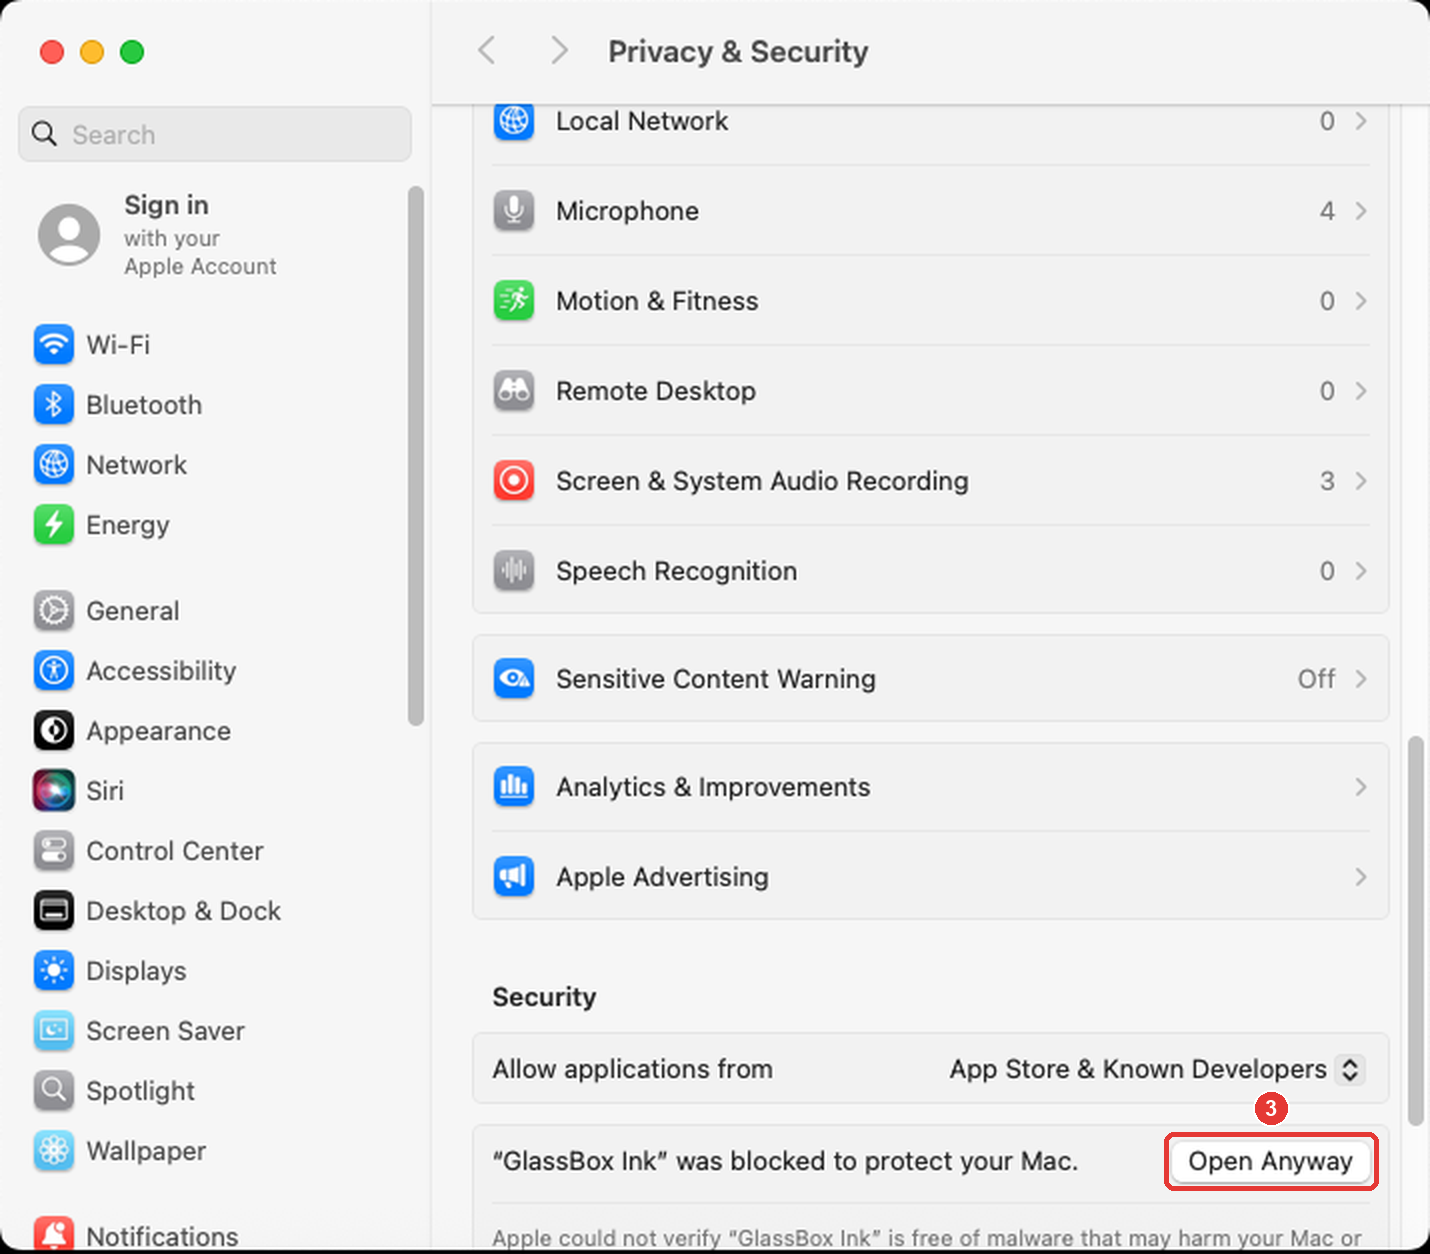 Privacy & Security
Search
Sign in
with your
Apple Account
Wi-Fi
Bluetooth
Network
Energy
General
Accessibility
Appearance
Siri
Control Center
Desktop & Dock
Displays
Screen Saver
Spotlight
Wallpaper
Notifications
Local Network 0
Microphone 4
Motion & Fitness 0
Remote Desktop 0
Screen & System Audio Recording 3
Speech Recognition 0
Sensitive Content Warning Off
Analytics & Improvements
Apple Advertising
Security
Allow applications from App Store & Known Developers
3
“GlassBox Ink” was blocked to protect your Mac. Open Anyway
Apple could not verify “GlassBox Ink” is free of malware that may harm your Mac or